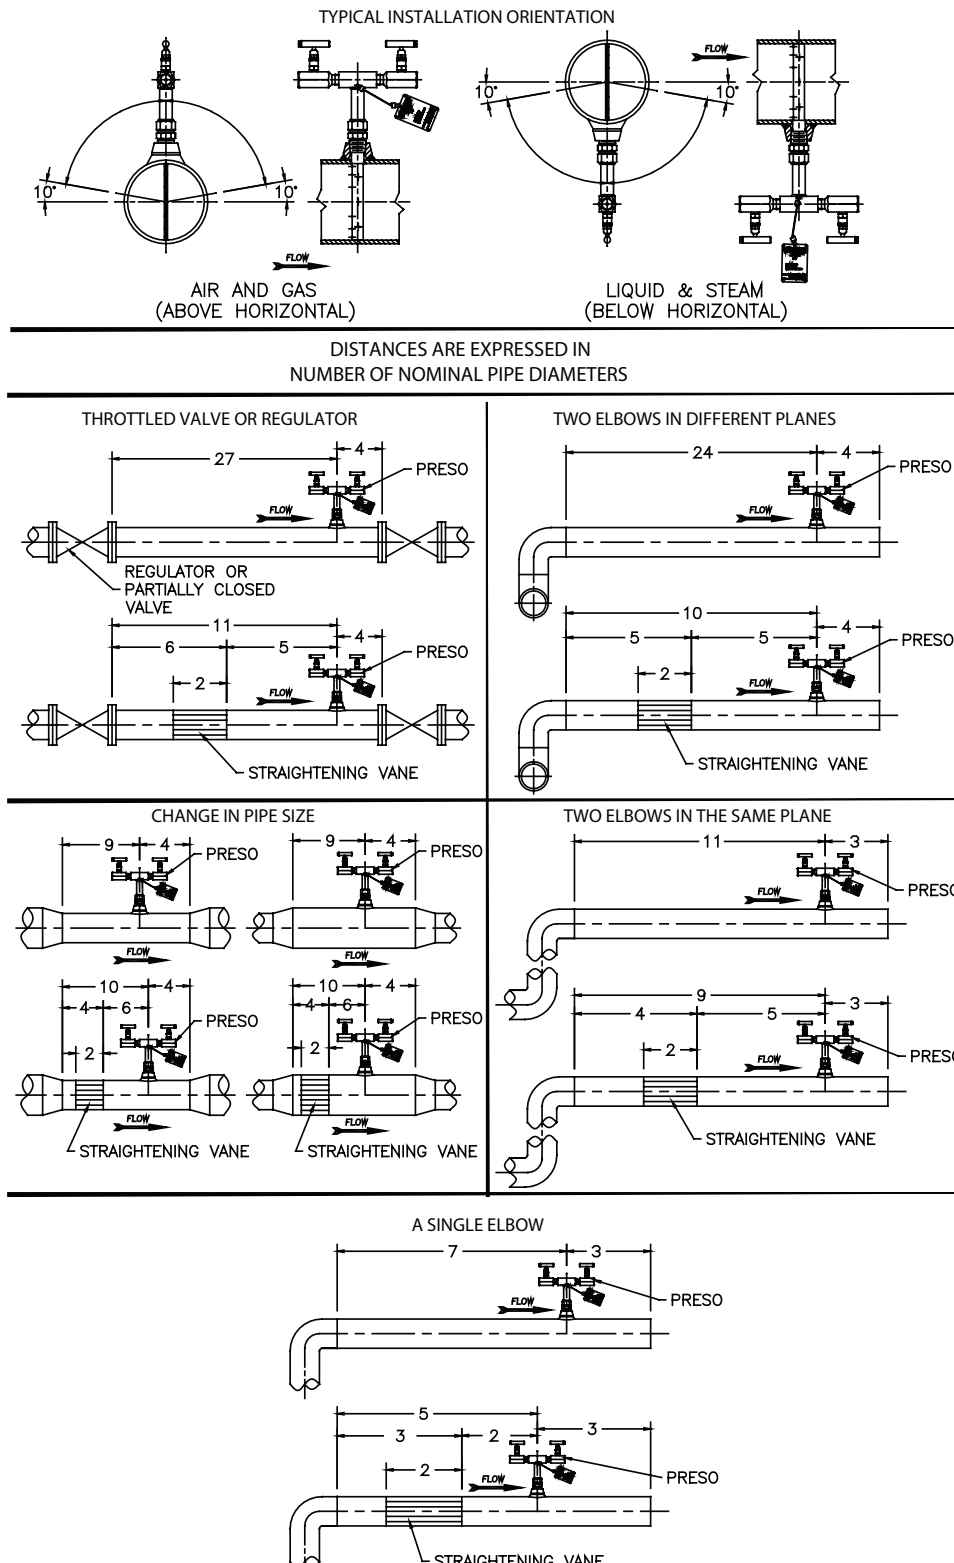 TYPICAL INSTALLATION ORIENTATION
10°
10°
FLOW
AIR AND GAS
(ABOVE HORIZONTAL)
FLOW
10°
10°
LIQUID & STEAM
(BELOW HORIZONTAL)
DISTANCES ARE EXPRESSED IN
NUMBER OF NOMINAL PIPE DIAMETERS
THROTTLED VALVE OR REGULATOR
27
4
PRESO
FLOW
REGULATOR OR
PARTIALLY CLOSED
VALVE
11
4
6
5
PRESO
2
FLOW
STRAIGHTENING VANE
TWO ELBOWS IN DIFFERENT PLANES
24
4
PRESO
FLOW
10
4
5
5
PRESO
2
FLOW
STRAIGHTENING VANE
CHANGE IN PIPE SIZE
9
4
PRESO
FLOW
9
4
PRESO
FLOW
10
4
4
6
PRESO
2
FLOW
STRAIGHTENING VANE
10
4
4
6
PRESO
2
FLOW
STRAIGHTENING VANE
TWO ELBOWS IN THE SAME PLANE
11
3
PRESO
FLOW
9
3
4
5
PRESO
2
FLOW
STRAIGHTENING VANE
A SINGLE ELBOW
7
3
PRESO
FLOW
5
3
3
2
2
FLOW
PRESO
STRAIGHTENING VANE